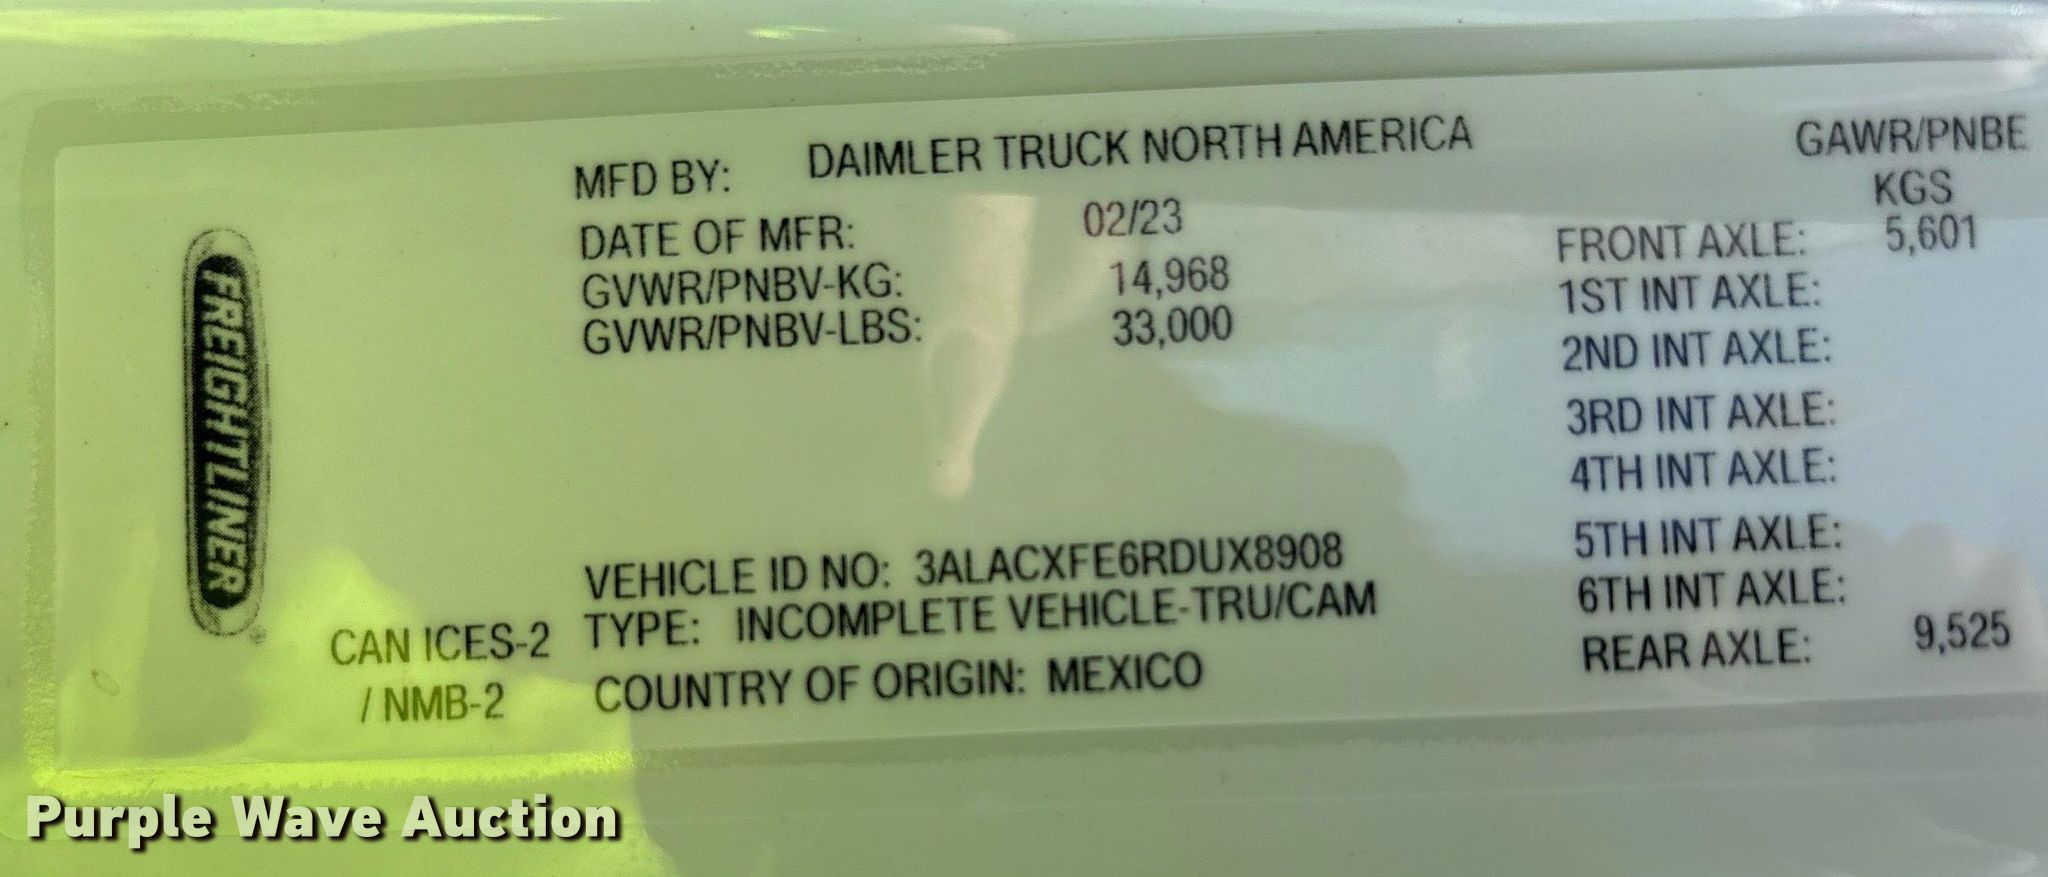 FREIGHTLINER
MFD BY: DAIMLER TRUCK NORTH AMERICA
DATE OF MFR: 02/23
GVWR/PNBV-KG: 14,968
GVWR/PNBV-LBS: 33,000
VEHICLE ID NO: 3ALACXFE6RDUX8908
TYPE: INCOMPLETE VEHICLE-TRU/CAM
COUNTRY OF ORIGIN: MEXICO
CAN ICES-2
/ NMB-2
GAWR/PNBE
KGS
FRONT AXLE: 5,601
1ST INT AXLE:
2ND INT AXLE:
3RD INT AXLE:
4TH INT AXLE:
5TH INT AXLE:
6TH INT AXLE:
REAR AXLE: 9,525
Purple Wave Auction